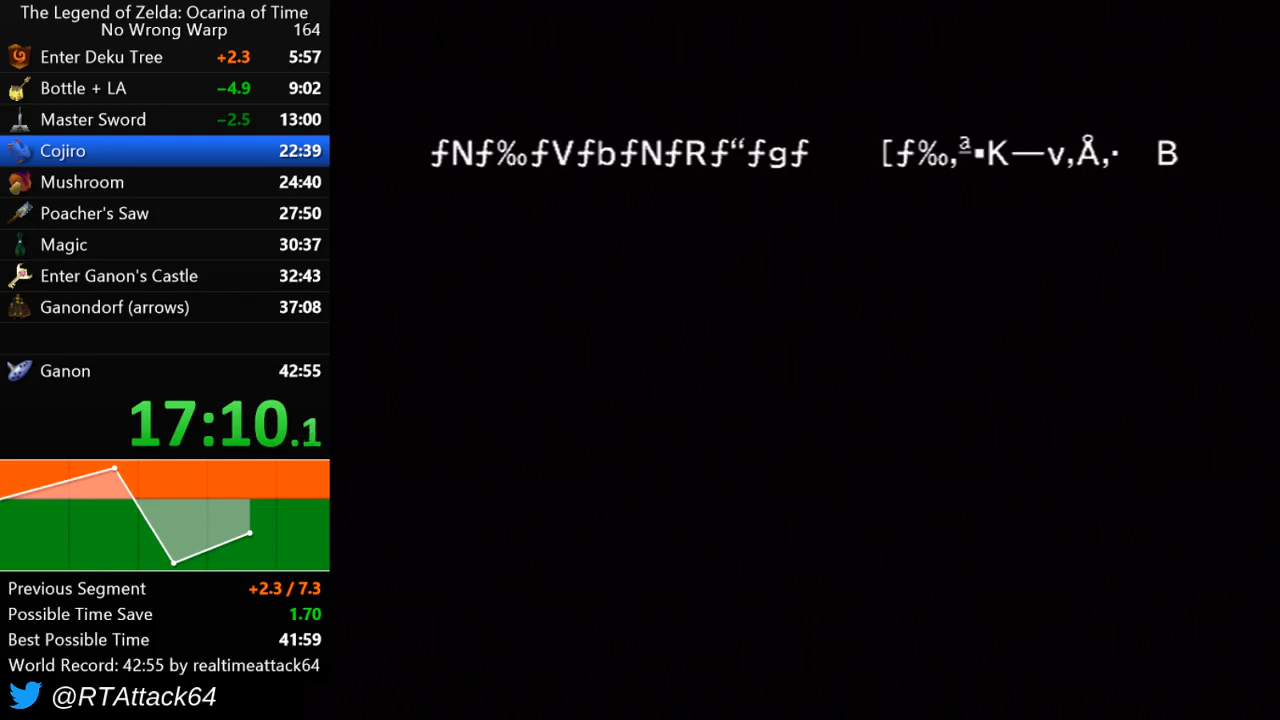 The Legend of Zelda: Ocarina of Time
No Wrong Warp 164
Enter Deku Tree +2.3 5:57
Bottle + LA −4.9 9:02
Master Sword −2.5 13:00
Cojiro 22:39
Mushroom 24:40
Poacher's Saw 27:50
Magic 30:37
Enter Ganon's Castle 32:43
Ganondorf (arrows) 37:08
Ganon 42:55
17:10.1
Previous Segment +2.3 / 7.3
Possible Time Save 1.70
Best Possible Time 41:59
World Record: 42:55 by realtimeattack64
@RTAttack64
ƒNƒ‰ƒVƒbƒNƒRƒ“ƒgƒ [ƒ‰‚ª•K—v‚Å‚· B